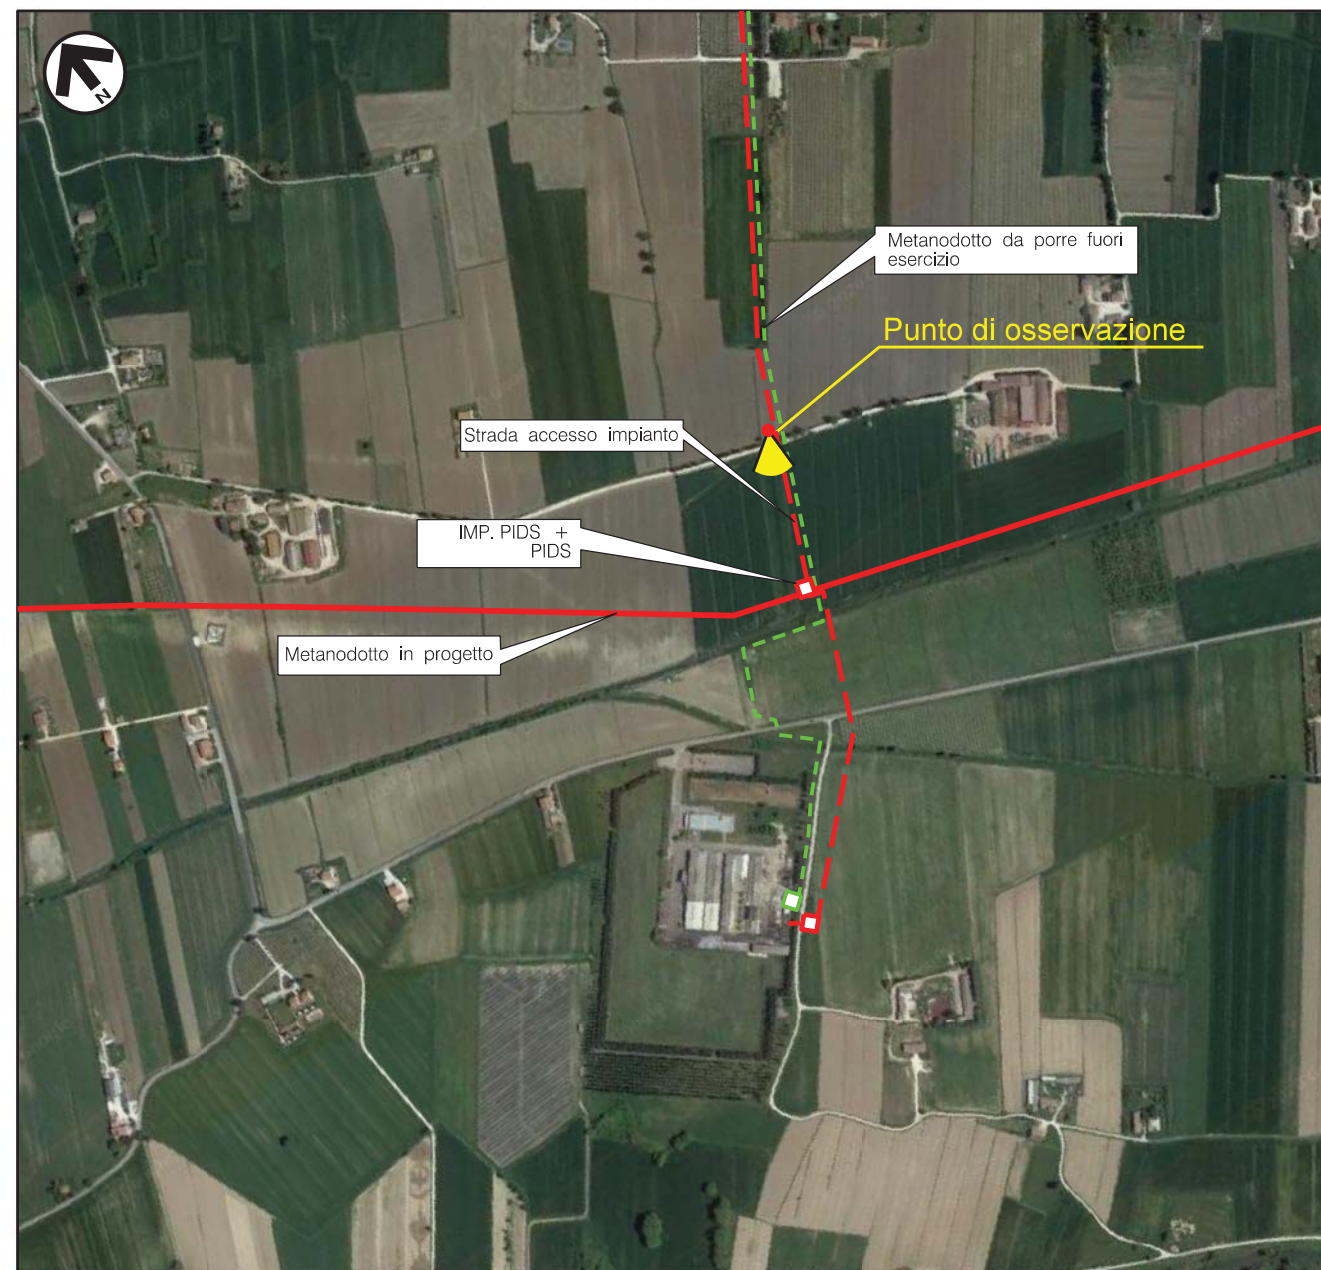 N
Metanodotto da porre fuori
esercizio
Punto di osservazione
Strada accesso impianto
IMP. PIDS +
PIDS
Metanodotto in progetto